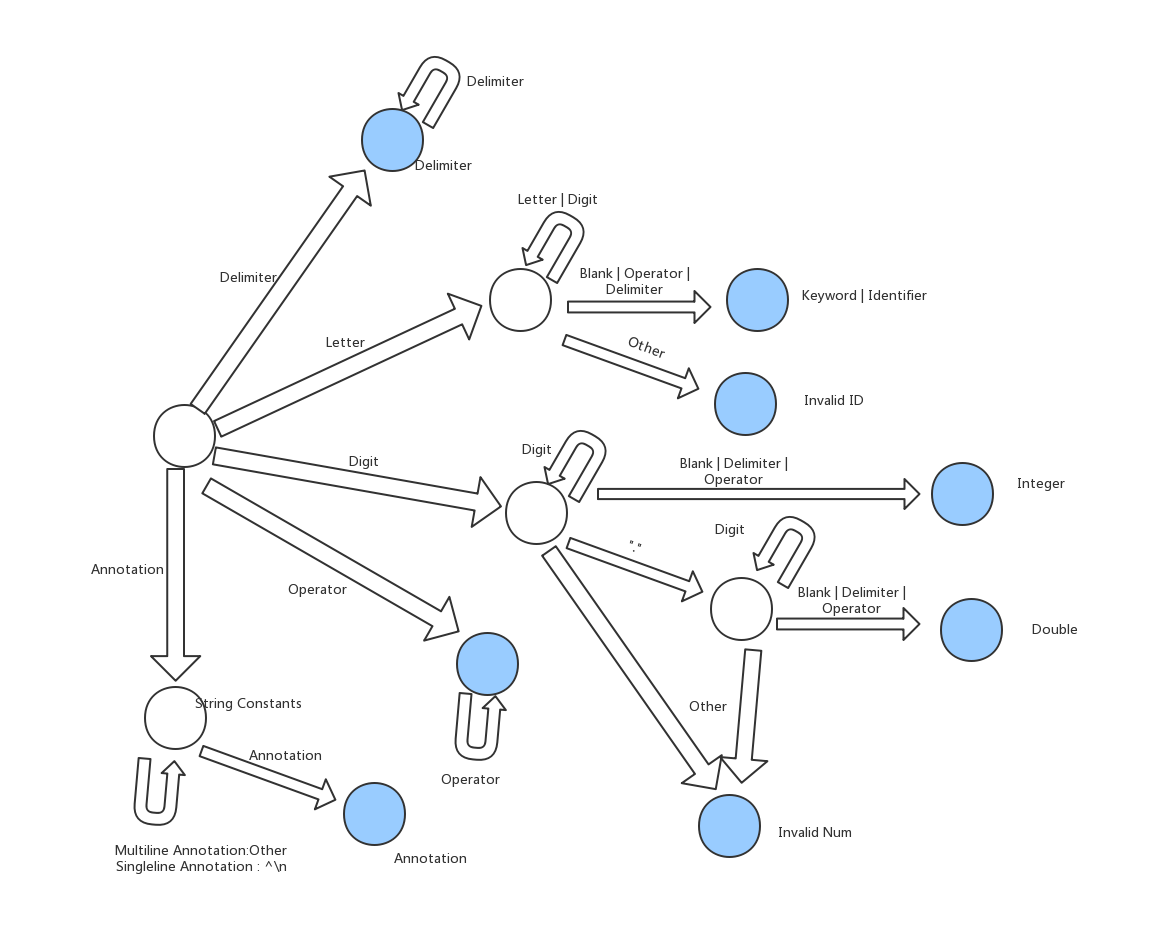 Delimiter
Delimiter
Letter | Digit
Delimiter
Blank | Operator |
Delimiter
Keyword | Identifier
Letter
Other
Invalid ID
Digit
Digit
Blank | Delimiter |
Operator
Integer
Digit
"."
Annotation
Operator
Blank | Delimiter |
Operator
Double
String Constants
Other
Annotation
Operator
Invalid Num
Multiline Annotation:Other
Singleline Annotation : ^\n
Annotation